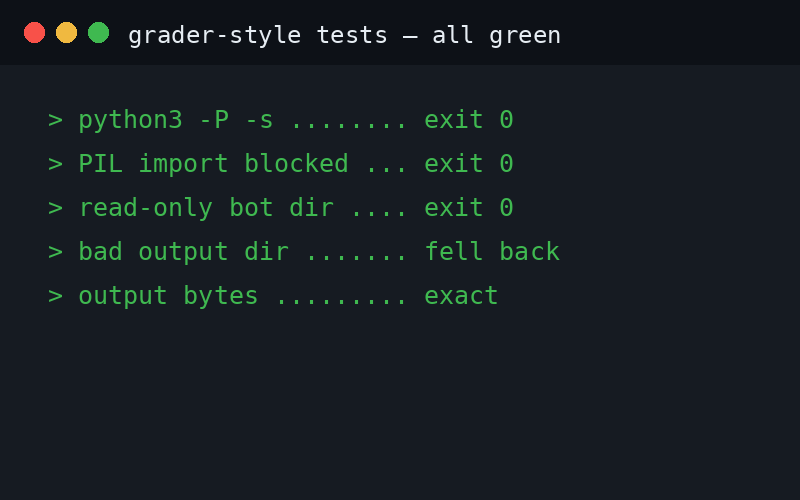 grader-style tests — all green
> python3 -P -s ........ exit 0
> PIL import blocked ... exit 0
> read-only bot dir .... exit 0
> bad output dir ....... fell back
> output bytes ......... exact